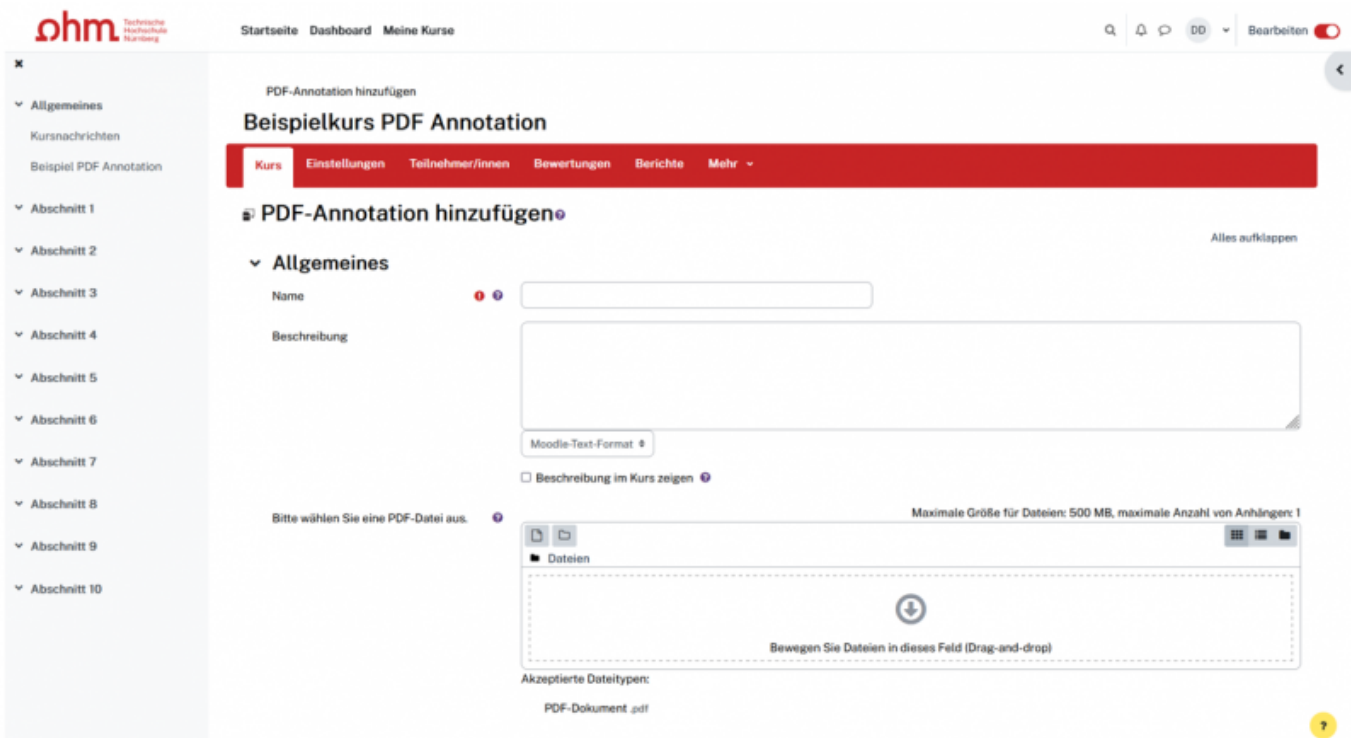 ohm Technische Hochschule Nürnberg
Startseite Dashboard Meine Kurse
DD
Bearbeiten
Allgemeines
Kursnachrichten
Beispiel PDF Annotation
Abschnitt 1
Abschnitt 2
Abschnitt 3
Abschnitt 4
Abschnitt 5
Abschnitt 6
Abschnitt 7
Abschnitt 8
Abschnitt 9
Abschnitt 10
PDF-Annotation hinzufügen
Beispielkurs PDF Annotation
Kurs Einstellungen Teilnehmer/innen Bewertungen Berichte Mehr
PDF-Annotation hinzufügen
Alles aufklappen
Allgemeines
Name
Beschreibung
Moodle-Text-Format
Beschreibung im Kurs zeigen
Bitte wählen Sie eine PDF-Datei aus.
Maximale Größe für Dateien: 500 MB, maximale Anzahl von Anhängen: 1
Dateien
Bewegen Sie Dateien in dieses Feld (Drag-and-drop)
Akzeptierte Dateitypen:
PDF-Dokument .pdf
?